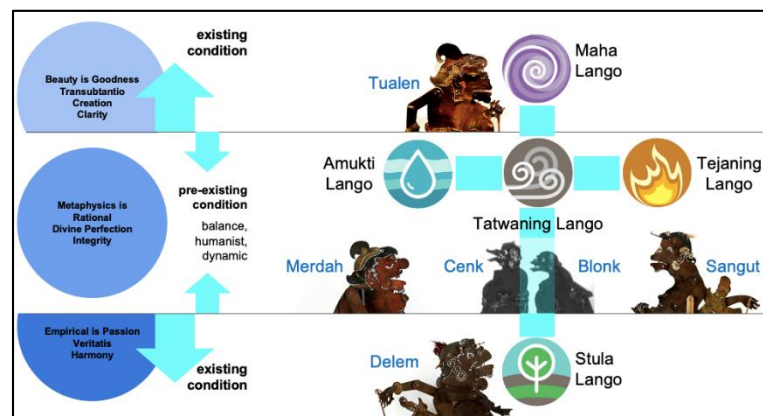 Beauty is Goodness
Transubtantio
Creation
Clarity
existing
condition
Tualen
Maha
Lango
Metaphysics is
Rational
Divine Perfection
Integrity
pre-existing
condition
balance,
humanist,
dynamic
Amukti
Lango
Tejaning
Lango
Tatwaning Lango
Merdah
Cenk
Blonk
Sangut
Empirical is Passion
Veritatis
Harmony
existing
condition
Delem
Stula
Lango